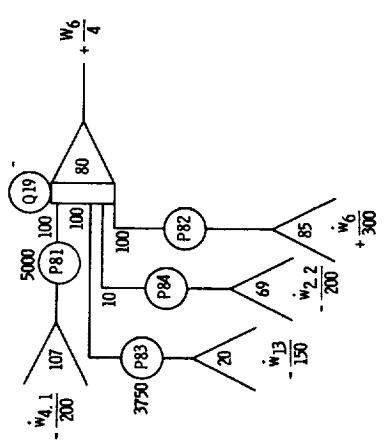 + W6/4
-
Q19
80
100
100
100
10
5000
P81
107
- Ẇ4, 1/200
P82
85
+ Ẇ6/300
P84
69
- Ẇ2, 2/200
3750
P83
20
- Ẇ13/150